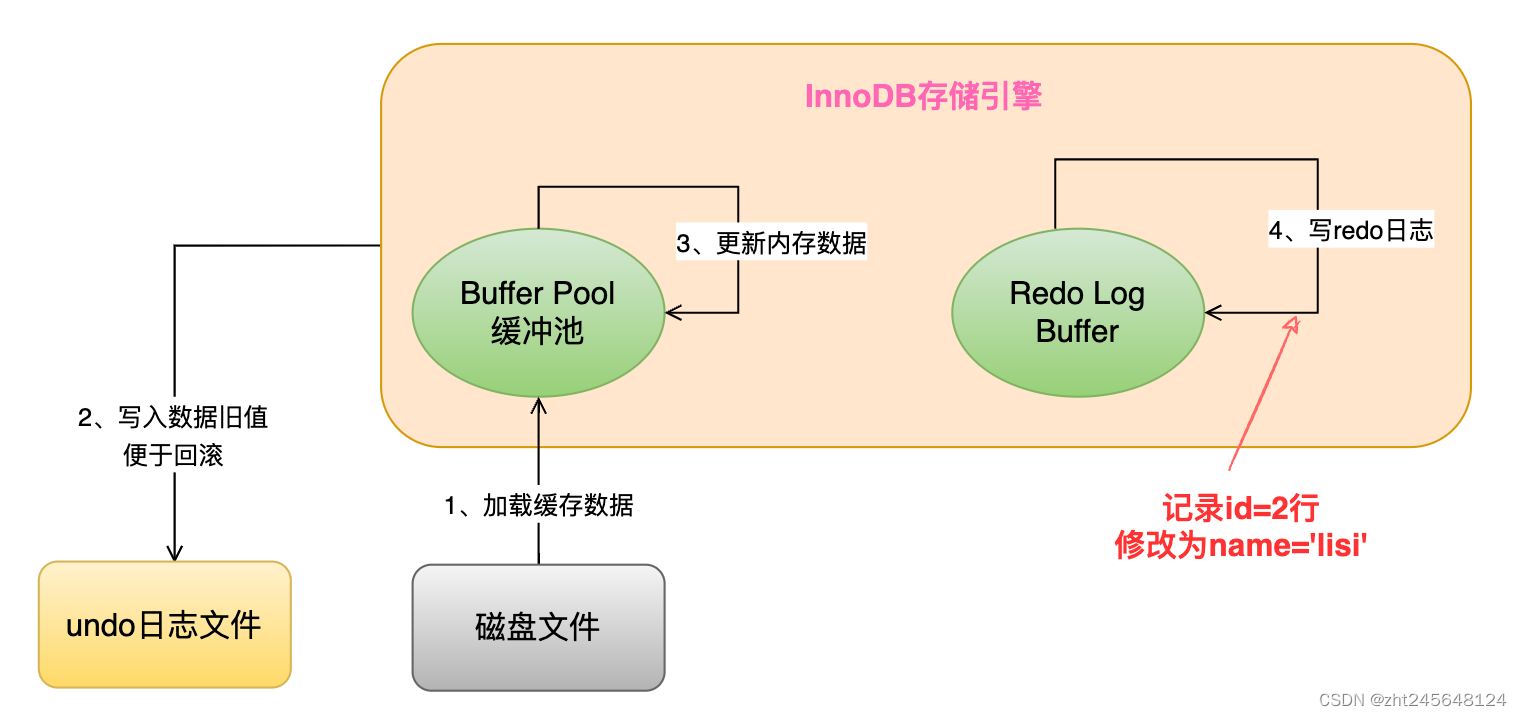 InnoDB存储引擎
3、更新内存数据
4、写redo日志
Buffer Pool
缓冲池
Redo Log
Buffer
2、写入数据旧值
便于回滚
1、加载缓存数据
记录id=2行
修改为name='lisi'
undo日志文件
磁盘文件
CSDN @zht245648124